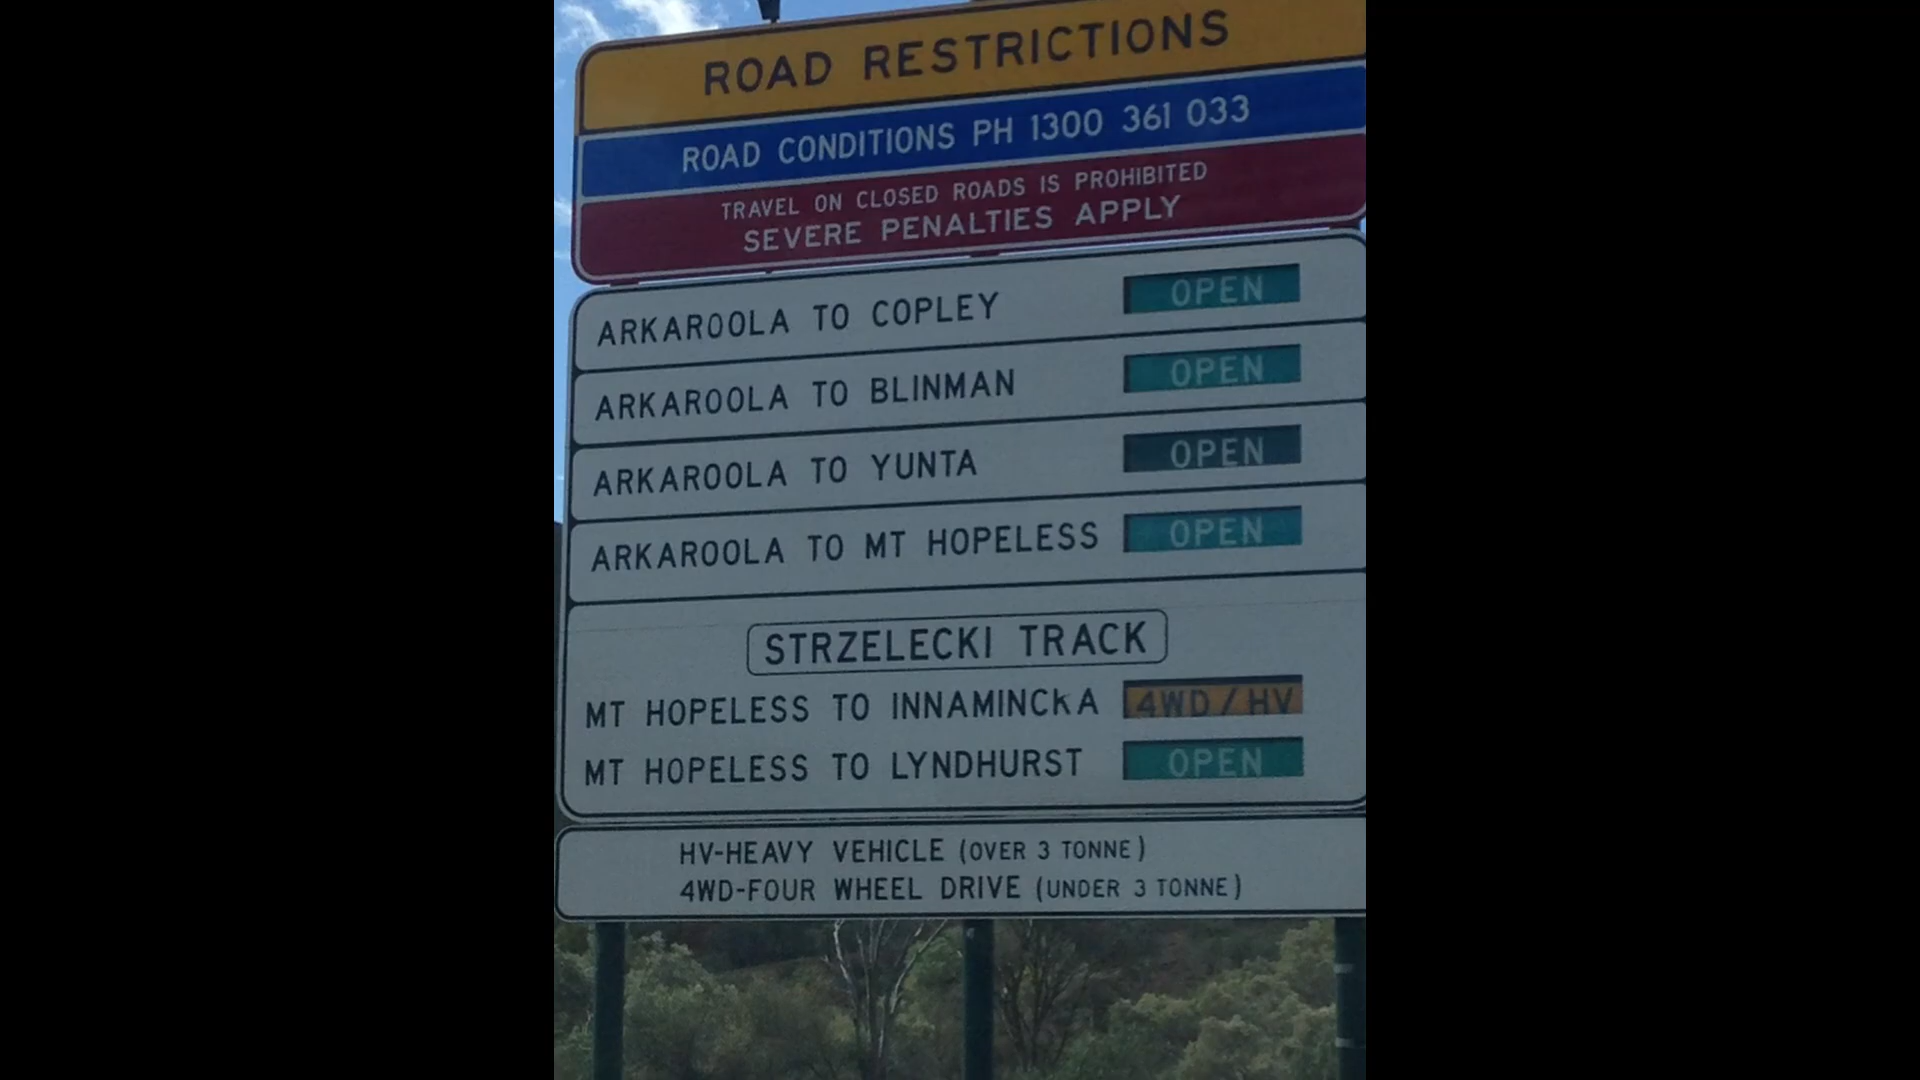 ROAD RESTRICTIONS
ROAD CONDITIONS PH 1300 361 033
TRAVEL ON CLOSED ROADS IS PROHIBITED
SEVERE PENALTIES APPLY
ARKAROOLA TO COPLEY OPEN
ARKAROOLA TO BLINMAN OPEN
ARKAROOLA TO YUNTA OPEN
ARKAROOLA TO MT HOPELESS OPEN
STRZELECKI TRACK
MT HOPELESS TO INNAMINCKA 4WD/HV
MT HOPELESS TO LYNDHURST OPEN
HV-HEAVY VEHICLE (OVER 3 TONNE)
4WD-FOUR WHEEL DRIVE (UNDER 3 TONNE)